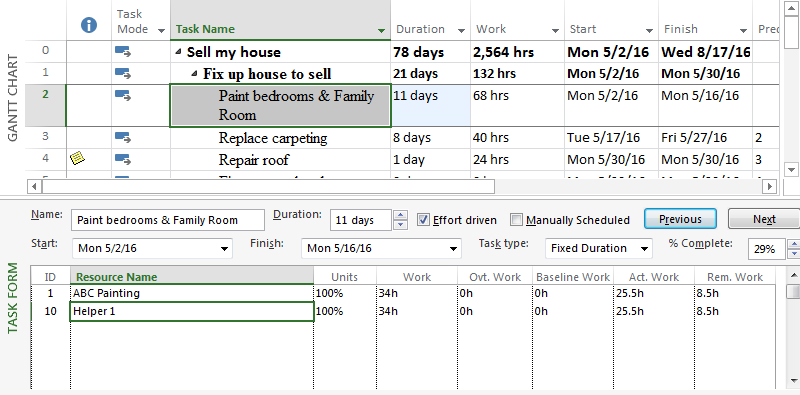 GANTT CHART
Task Mode Task Name Duration Work Start Finish Pred
0 Sell my house 78 days 2,564 hrs Mon 5/2/16 Wed 8/17/16
1 Fix up house to sell 21 days 132 hrs Mon 5/2/16 Mon 5/30/16
2 Paint bedrooms & Family Room 11 days 68 hrs Mon 5/2/16 Mon 5/16/16
3 Replace carpeting 8 days 40 hrs Tue 5/17/16 Fri 5/27/16 2
4 Repair roof 1 day 24 hrs Mon 5/30/16 Mon 5/30/16 3
TASK FORM
Name: Paint bedrooms & Family Room Duration: 11 days Effort driven Manually Scheduled Previous Next
Start: Mon 5/2/16 Finish: Mon 5/16/16 Task type: Fixed Duration % Complete: 29%
ID Resource Name Units Work Ovt. Work Baseline Work Act. Work Rem. Work
1 ABC Painting 100% 34h 0h 0h 25.5h 8.5h
10 Helper 1 100% 34h 0h 0h 25.5h 8.5h